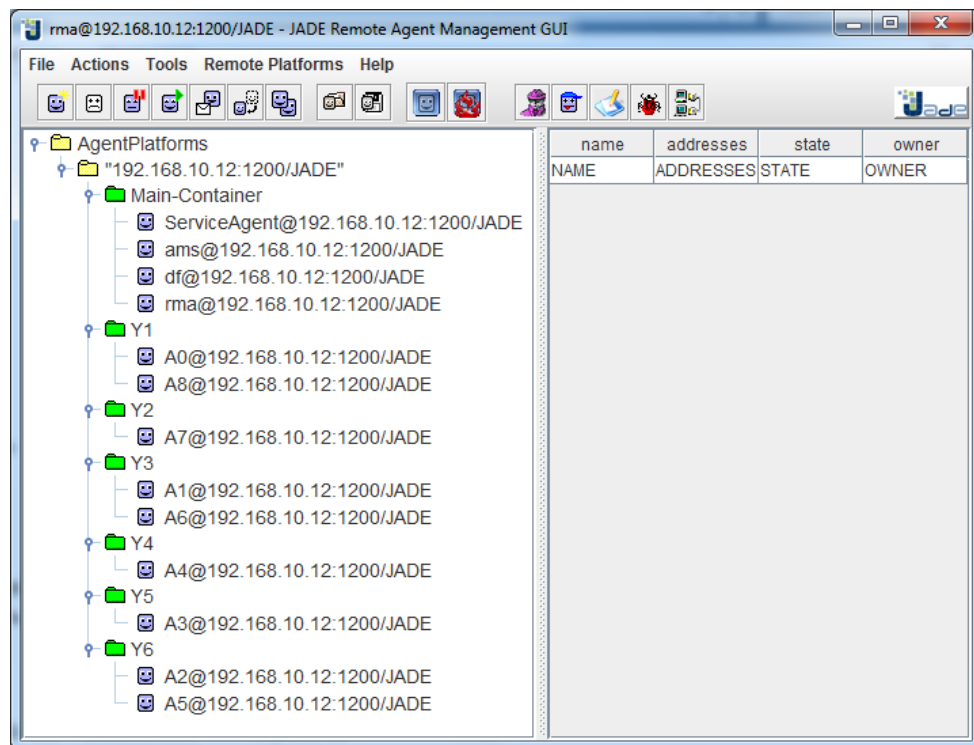 rma@192.168.10.12:1200/JADE - JADE Remote Agent Management GUI
File Actions Tools Remote Platforms Help
Jade
AgentPlatforms
"192.168.10.12:1200/JADE"
Main-Container
ServiceAgent@192.168.10.12:1200/JADE
ams@192.168.10.12:1200/JADE
df@192.168.10.12:1200/JADE
rma@192.168.10.12:1200/JADE
Y1
A0@192.168.10.12:1200/JADE
A8@192.168.10.12:1200/JADE
Y2
A7@192.168.10.12:1200/JADE
Y3
A1@192.168.10.12:1200/JADE
A6@192.168.10.12:1200/JADE
Y4
A4@192.168.10.12:1200/JADE
Y5
A3@192.168.10.12:1200/JADE
Y6
A2@192.168.10.12:1200/JADE
A5@192.168.10.12:1200/JADE
name addresses state owner
NAME ADDRESSES STATE OWNER